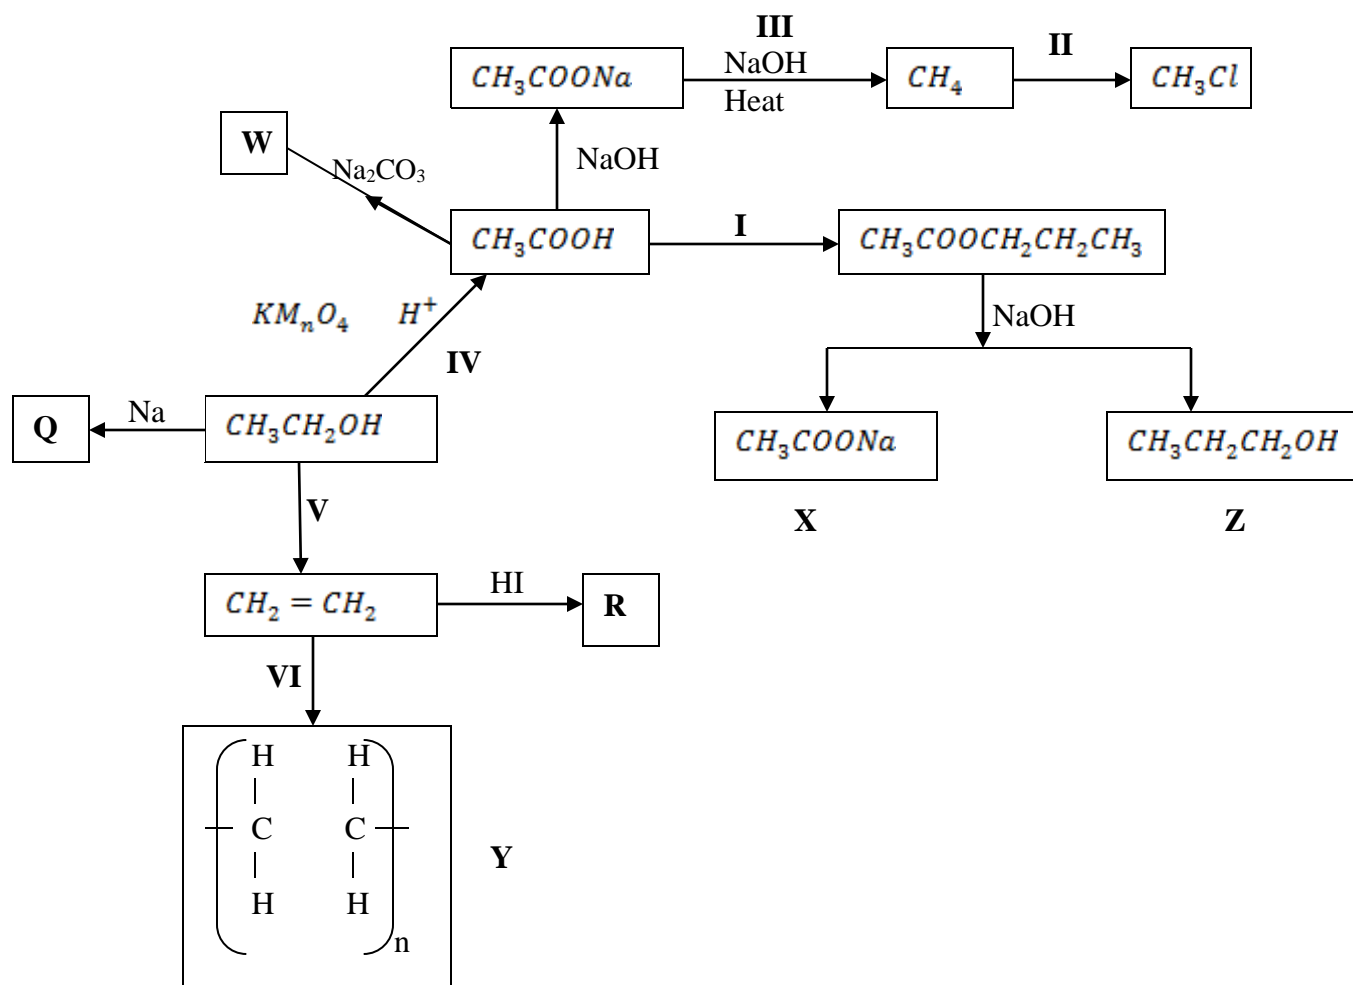 III
NaOH
Heat
II
CH₃COONa
CH₄
CH₃Cl
W
Na₂CO₃
NaOH
CH₃COOH
I
CH₃COOCH₂CH₂CH₃
KMₙO₄ H⁺
NaOH
IV
Q
Na
CH₃CH₂OH
CH₃COONa
CH₃CH₂CH₂OH
V
X
Z
CH₂ = CH₂
HI
R
VI
H H
C C
Y
H H
n